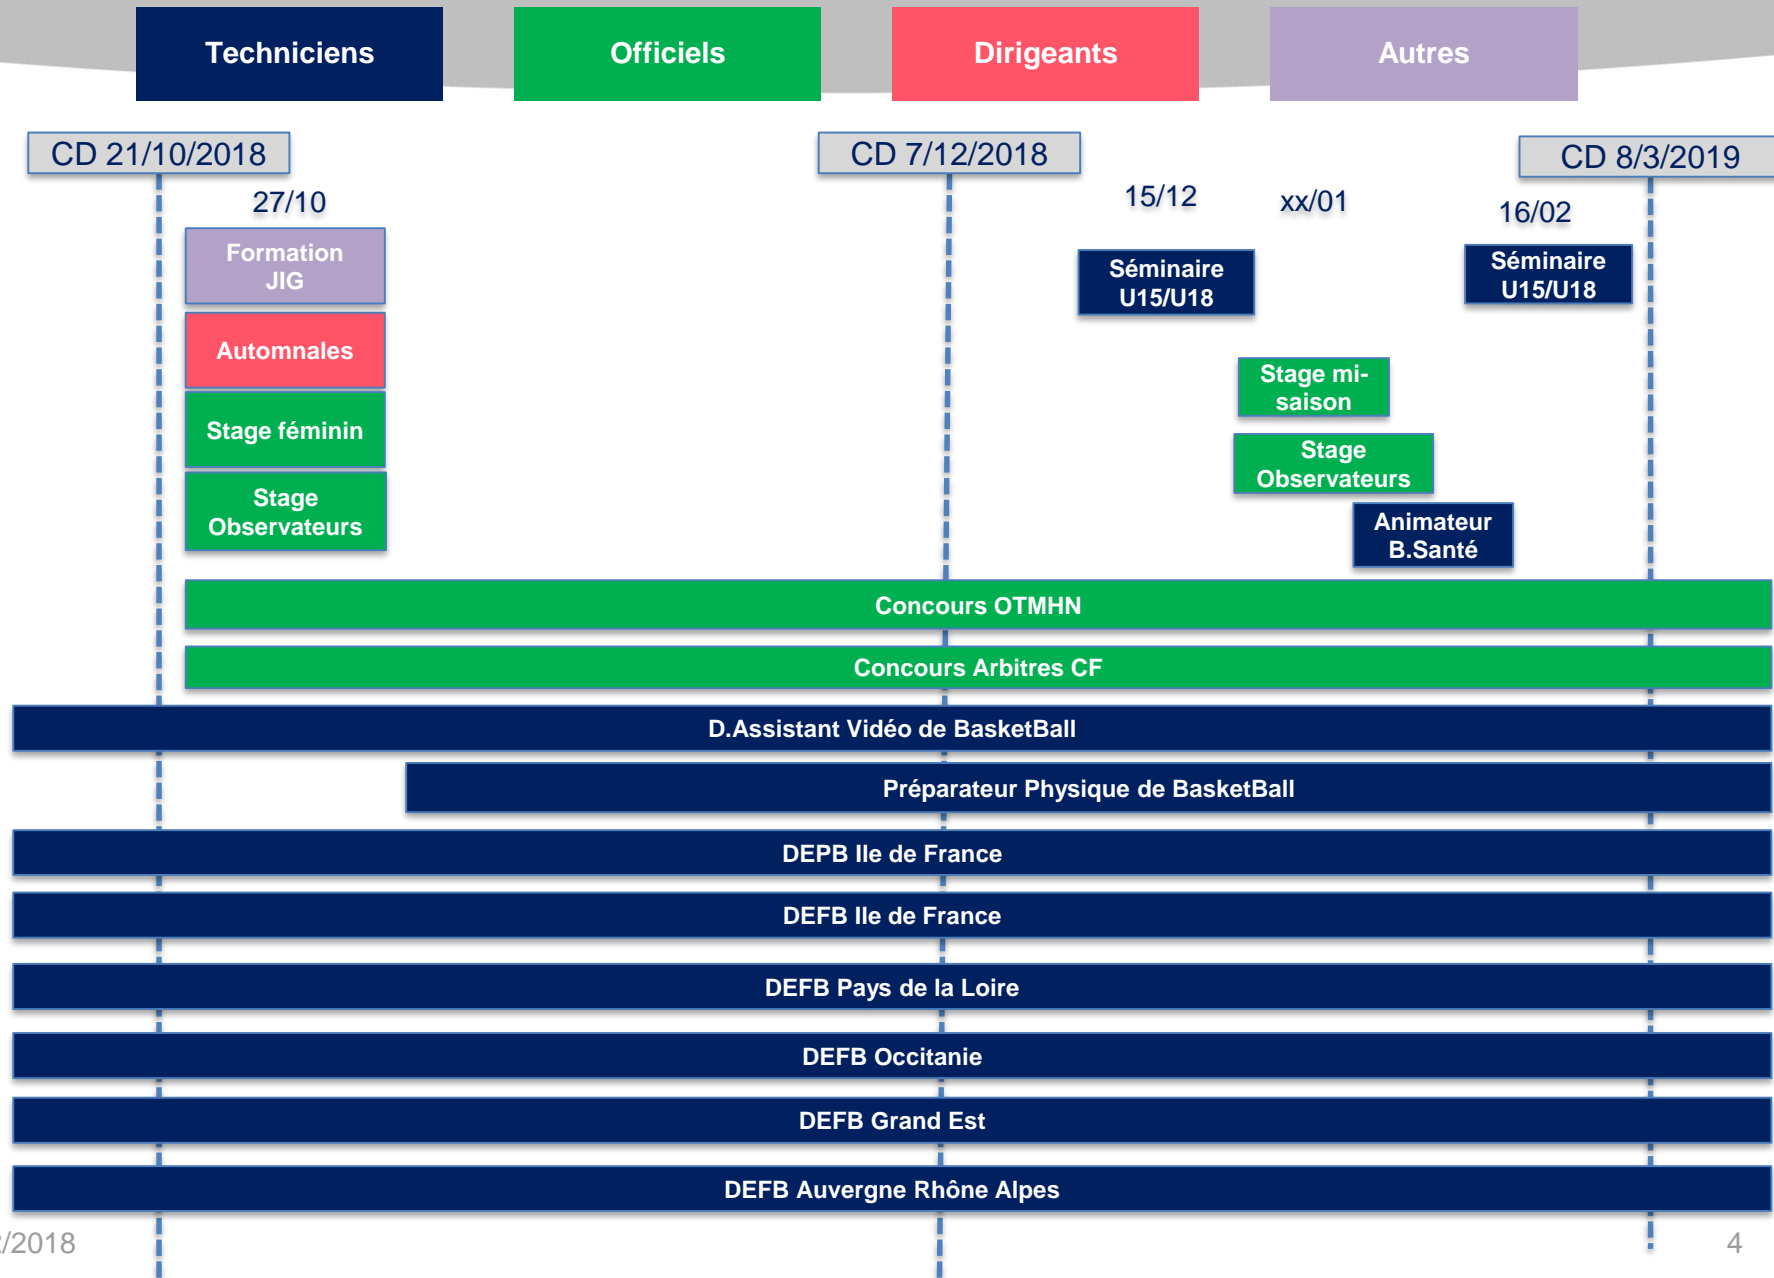 Techniciens
Officiels
Dirigeants
Autres
CD 21/10/2018
CD 7/12/2018
CD 8/3/2019
27/10
15/12
xx/01
16/02
Formation
JIG
Séminaire
U15/U18
Séminaire
U15/U18
Automnales
Stage mi-
saison
Stage féminin
Stage
Observateurs
Stage
Observateurs
Animateur
B.Santé
Concours OTMHN
Concours Arbitres CF
D.Assistant Vidéo de BasketBall
Préparateur Physique de BasketBall
DEPB Ile de France
DEFB Ile de France
DEFB Pays de la Loire
DEFB Occitanie
DEFB Grand Est
DEFB Auvergne Rhône Alpes
/2018
4